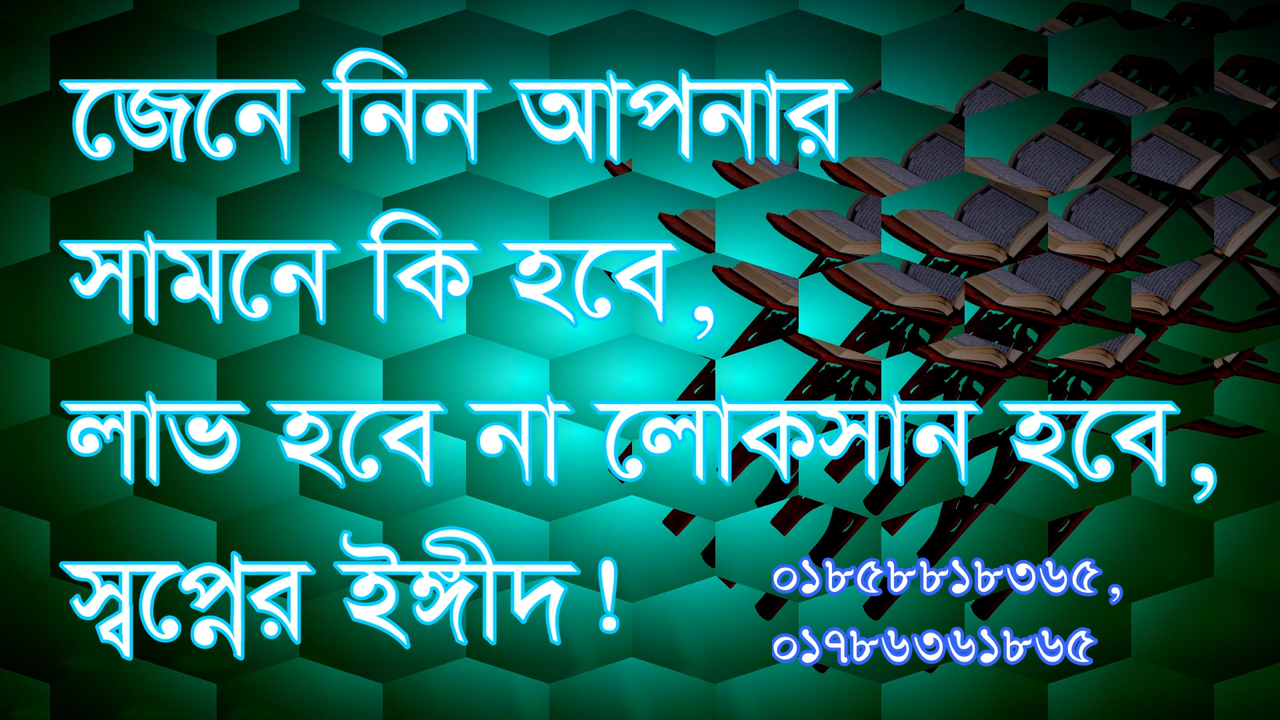 জেনে নিন আপনার
সামনে কি হবে,
লাভ হবে না লোকসান হবে,
স্বপ্নের ইঙ্গীদ!
০১৮৫৮৮১৮৩৬৫,
০১৭৮৬৩৬১৮৬৫